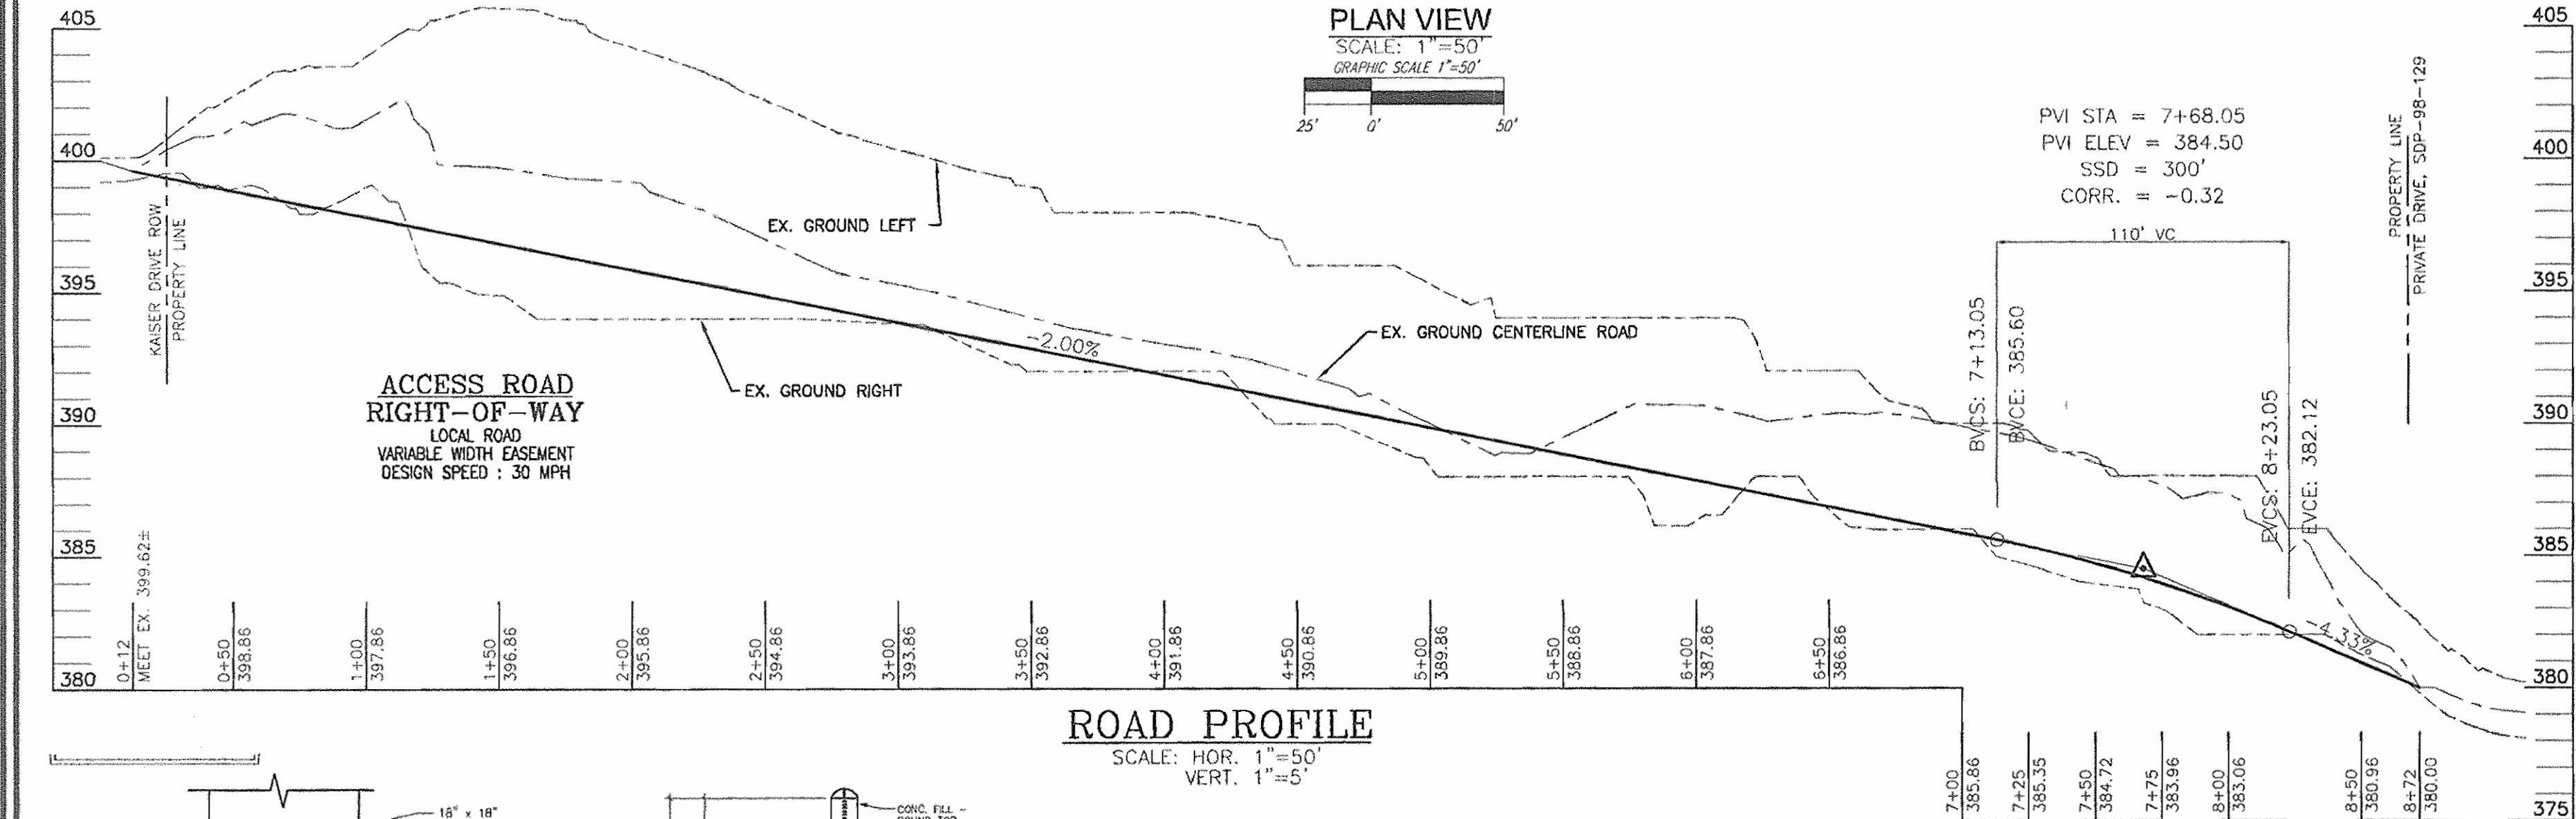 PLAN VIEW
SCALE: 1"=50'
GRAPHIC SCALE 1"=50'
25' 0' 50'
405
400
395
390
385
380
405
400
395
390
385
380
375
KAISER DRIVE ROW
PROPERTY LINE
EX. GROUND LEFT
EX. GROUND RIGHT
EX. GROUND CENTERLINE ROAD
-2.00%
ACCESS ROAD
RIGHT-OF-WAY
LOCAL ROAD
VARIABLE WIDTH EASEMENT
DESIGN SPEED : 30 MPH
PVI STA = 7+68.05
PVI ELEV = 384.50
SSD = 300'
CORR. = -0.32
110' VC
BVCS: 7+13.05
BVCE: 385.60
EVCS: 8+23.05
EVCE: 382.12
-4.33%
PROPERTY LINE
PRIVATE DRIVE, SDP-98-129
0+12
MEET EX. 399.62±
0+50
398.86
1+00
397.86
1+50
396.86
2+00
395.86
2+50
394.86
3+00
393.86
3+50
392.86
4+00
391.86
4+50
390.86
5+00
389.86
5+50
388.86
6+00
387.86
6+50
386.86
7+00
385.86
7+25
385.35
7+50
384.72
7+75
383.96
8+00
383.06
8+50
380.96
8+72
380.00
ROAD PROFILE
SCALE: HOR. 1"=50'
VERT. 1"=5'
18" x 18"
CONC. FILL -